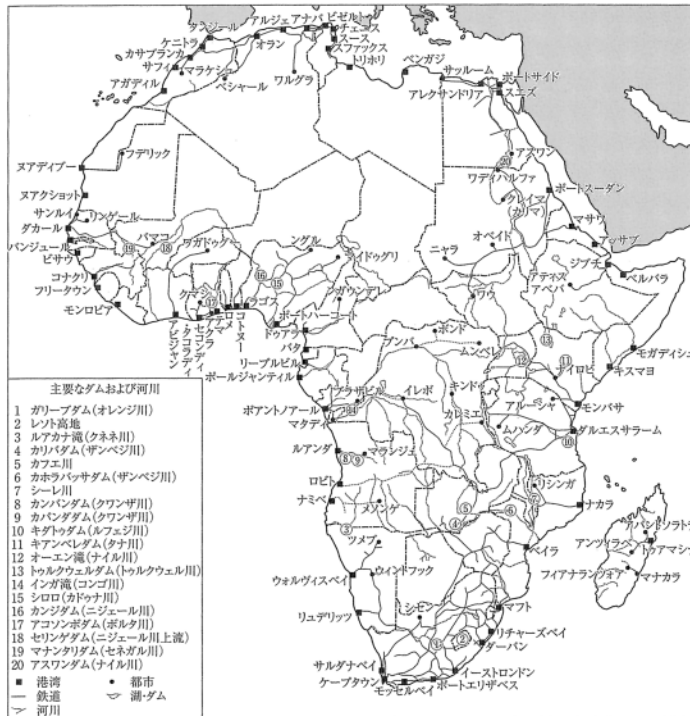 タンジール
アルジェ
アナバ
ビゼルト
チュニス
スース
スファックス
トリポリ
ケニトラ
カサブランカ
サフィ
マラケシュ
アガディル
オラン
ベシャール
ワルグラ
ベンガジ
サッルーム
アレクサンドリア
ポートサイド
スエズ
アスワン
⑳
ワディハルファ
クレイマ
(カリマ)
ポートスーダン
マサワ
アッサブ
ジブチ
ベルベラ
ヌアディブー
フデリック
ヌアクショット
サンルイ
リンゲール
ダカール
バンジュール
ビサウ
コナクリ
フリータウン
モンロビア
バマコ
⑲
⑱
ワガドゥグー
クマシ
⑰
アビジャン
セコンディ
・タコラディ
アクラ
テマ
ロメ
コトヌー
ラゴス
⑯
⑮
ングル
マイドゥグリ
ポートハーコート
ンガウンデレ
ドゥアラ
バタ
リーブルビル
ポールジャンティル
ニャラ
オベイド
ワウ
アディス
アベバ
⑬
⑫
⑪
ナイロビ
モガディシュ
キスマヨ
モンバサ
アルーシャ
ダルエスサラーム
⑩
ムハンダ
ボンド
ブンバ
ムンベレ
キンドゥ
イレボ
カレミエ
ブラザビル
⑭
ポアントノアール
マタディ
ルアンダ
⑧
⑨
マランジェ
ロビト
ナミベ
メノンゲ
③
ツメブ
ウォルヴィスベイ
ウィンドフック
リュデリッツ
⑤
④
⑥
⑦
リシンガ
ナカラ
ベイラ
アンツィラベ
トゥアマシナ
フィアナランツォア
マナカラ
シセン
マプト
リチャーズベイ
ダーバン
①
②
サルダナベイ
ケープタウン
モッセルベイ
ポートエリザベス
イーストロンドン
主要なダムおよび河川
1 ガリープダム(オレンジ川)
2 レソト高地
3 ルアカナ滝(クネネ川)
4 カリバダム(ザンベジ川)
5 カフエ川
6 カホラバッサダム(ザンベジ川)
7 シーレ川
8 カンバンダム(クワンザ川)
9 カパンダダム(クワンザ川)
10 キダトゥダム(ルフェジ川)
11 キアンベレダム(タナ川)
12 オーエン滝(ナイル川)
13 トゥルクウェルダム(トゥルクウェル川)
14 インガ滝(コンゴ川)
15 シロロ(カドゥナ川)
16 カンジダム(ニジェール川)
17 アコソンボダム(ボルタ川)
18 セリンゲダム(ニジェール川上流)
19 マナンタリダム(セネガル川)
20 アスワンダム(ナイル川)
港湾
都市
鉄道
湖・ダム
河川